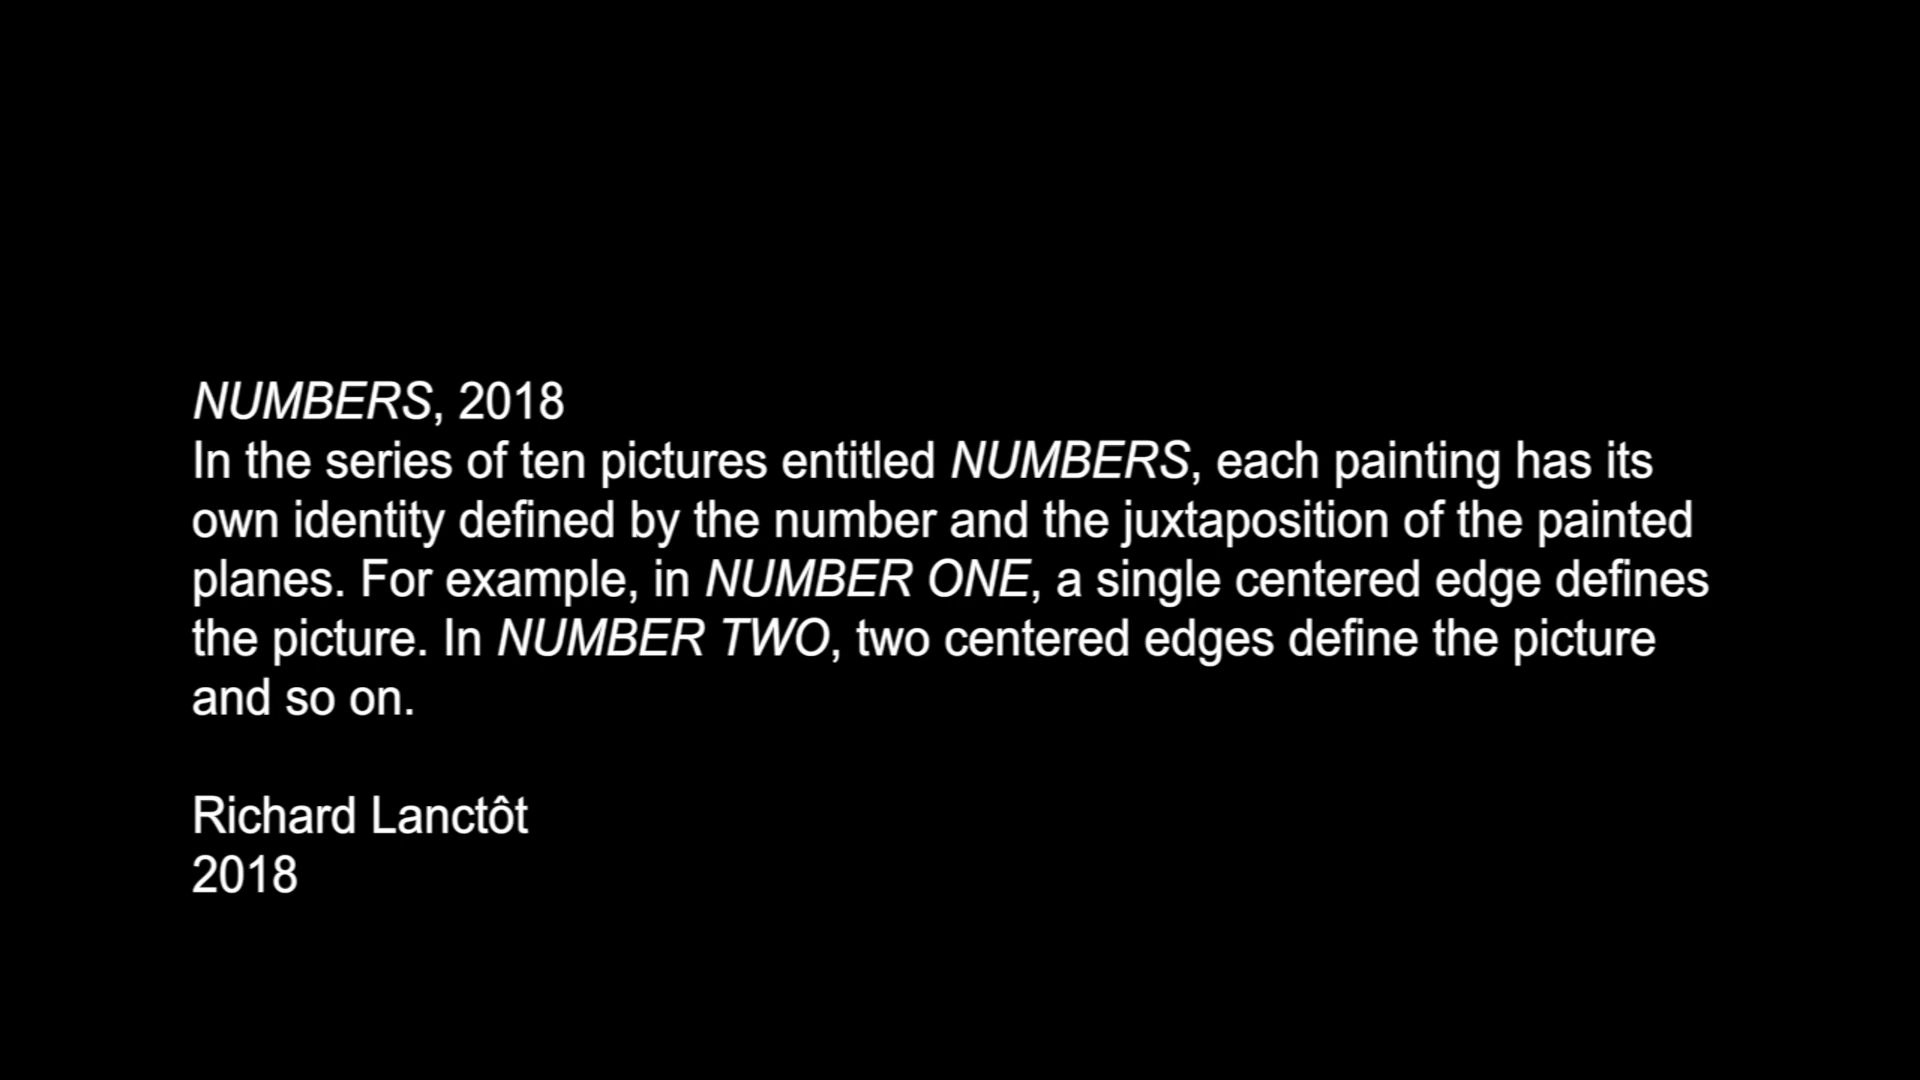 NUMBERS, 2018
In the series of ten pictures entitled NUMBERS, each painting has its
own identity defined by the number and the juxtaposition of the painted
planes. For example, in NUMBER ONE, a single centered edge defines
the picture. In NUMBER TWO, two centered edges define the picture
and so on.
Richard Lanctôt
2018